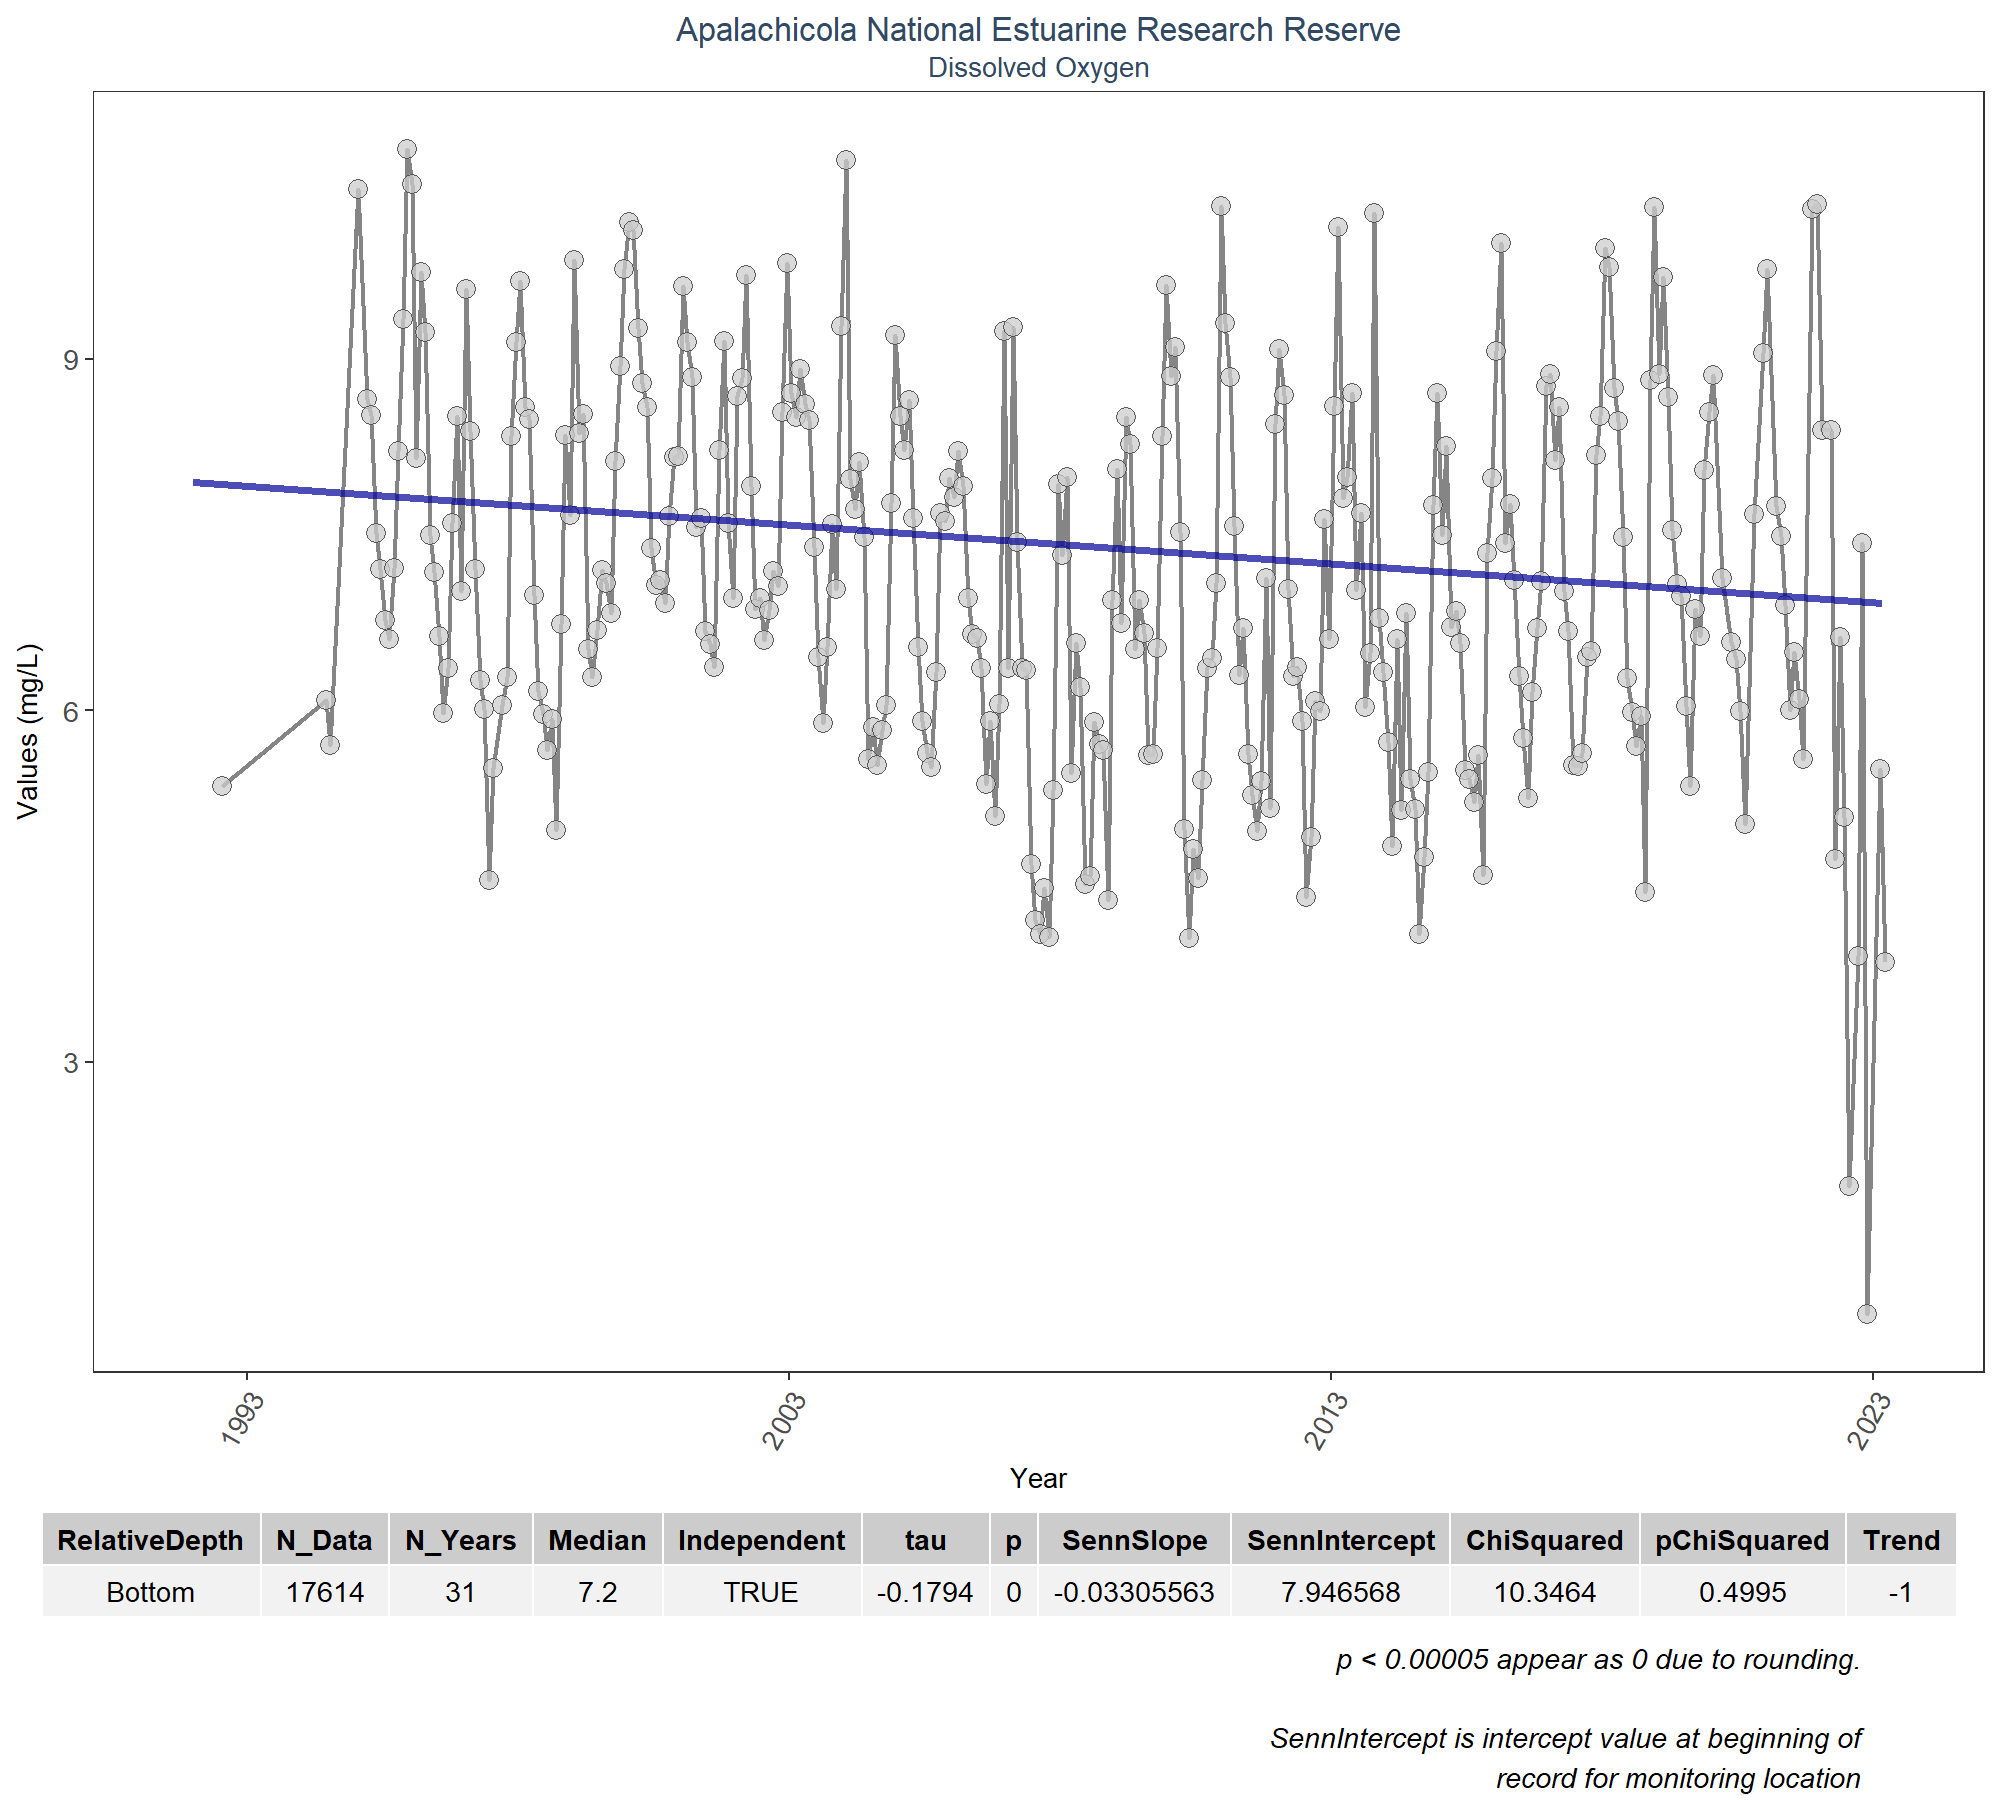 Apalachicola National Estuarine Research Reserve
Dissolved Oxygen
Values (mg/L)
9
6
3
1993
2003
2013
2023
Year
RelativeDepth N_Data N_Years Median Independent tau p SennSlope SennIntercept ChiSquared pChiSquared Trend
Bottom 17614 31 7.2 TRUE -0.1794 0 -0.03305563 7.946568 10.3464 0.4995 -1
p < 0.00005 appear as 0 due to rounding.
SennIntercept is intercept value at beginning of
record for monitoring location